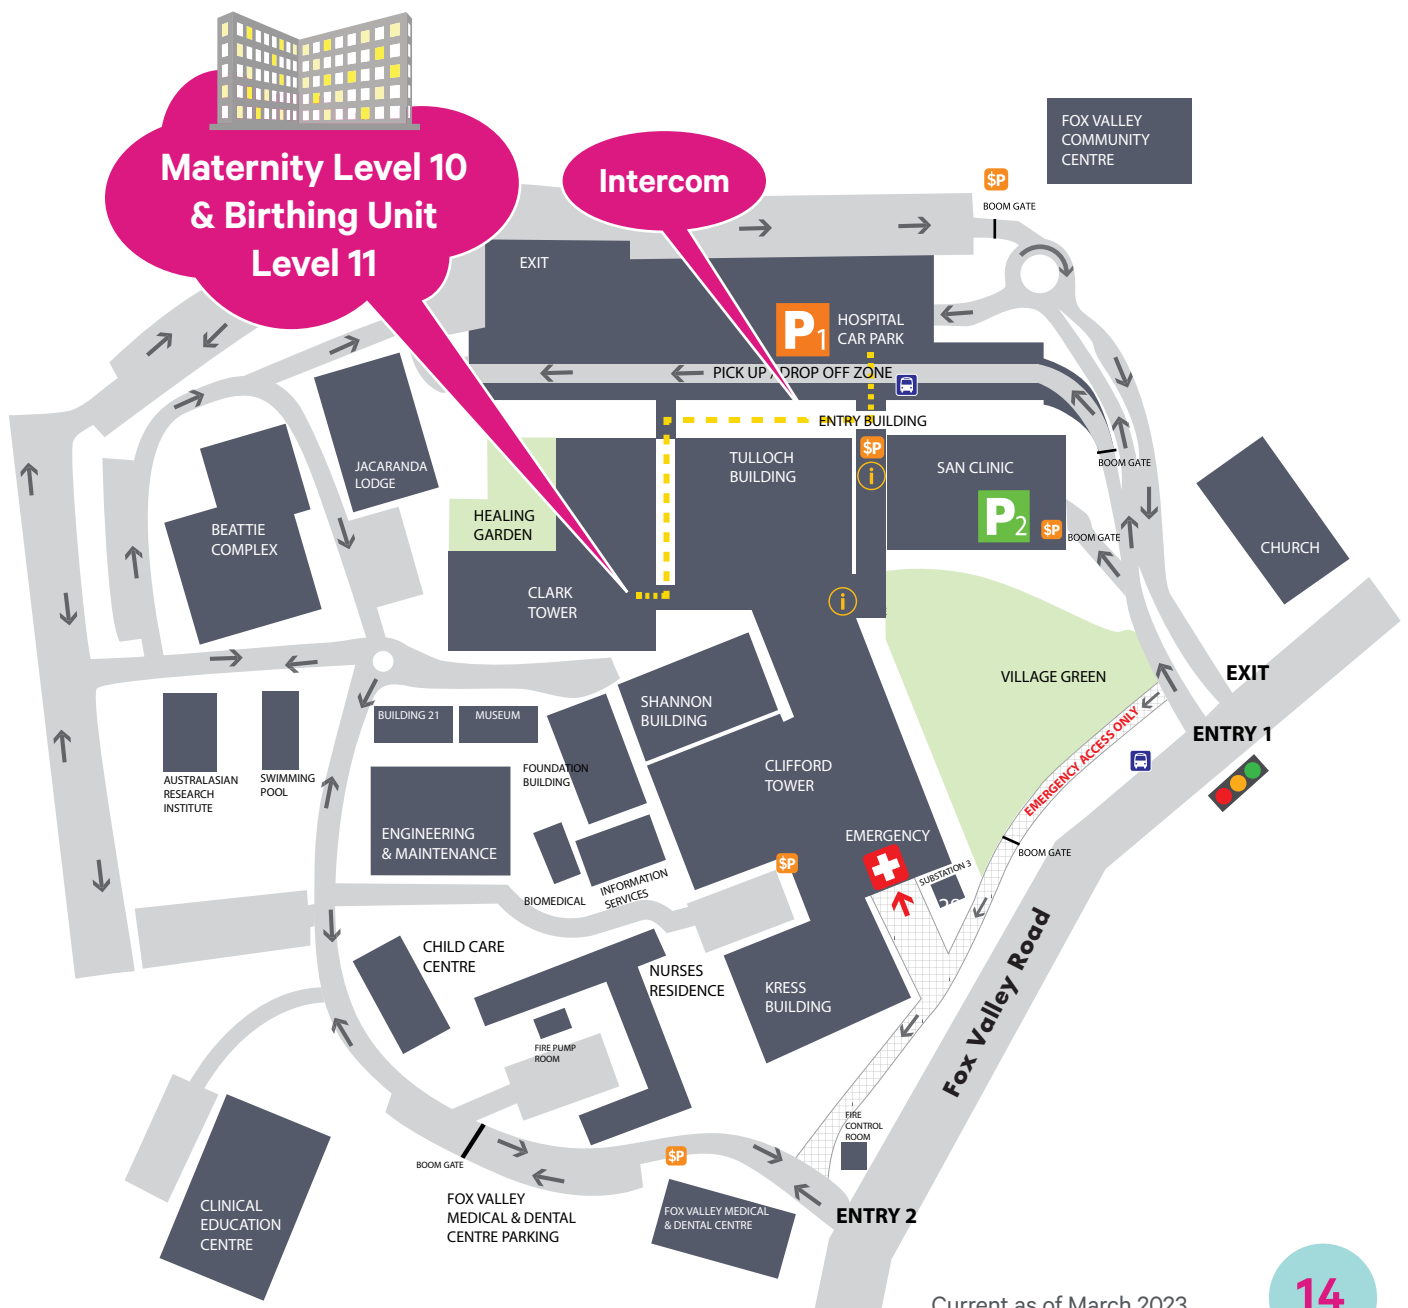 Maternity Level 10
& Birthing Unit
Level 11
Intercom
FOX VALLEY
COMMUNITY
CENTRE
$P
BOOM GATE
EXIT
P1
HOSPITAL
CAR PARK
PICK UP / DROP OFF ZONE
ENTRY BUILDING
$P
i
TULLOCH
BUILDING
SAN CLINIC
P2
$P
BOOM GATE
BOOM GATE
JACARANDA
LODGE
BEATTIE
COMPLEX
HEALING
GARDEN
CLARK
TOWER
i
CHURCH
VILLAGE GREEN
EXIT
ENTRY 1
EMERGENCY ACCESS ONLY
BOOM GATE
SHANNON
BUILDING
BUILDING 21
MUSEUM
AUSTRALASIAN
RESEARCH
INSTITUTE
SWIMMING
POOL
FOUNDATION
BUILDING
CLIFFORD
TOWER
ENGINEERING
& MAINTENANCE
EMERGENCY
$P
SUBSTATION 3
BIOMEDICAL
INFORMATION
SERVICES
CHILD CARE
CENTRE
NURSES
RESIDENCE
KRESS
BUILDING
FIRE PUMP
ROOM
Fox Valley Road
FIRE
CONTROL
ROOM
BOOM GATE
$P
FOX VALLEY
MEDICAL & DENTAL
CENTRE PARKING
FOX VALLEY MEDICAL
& DENTAL CENTRE
ENTRY 2
CLINICAL
EDUCATION
CENTRE
Current as of March 2023
14